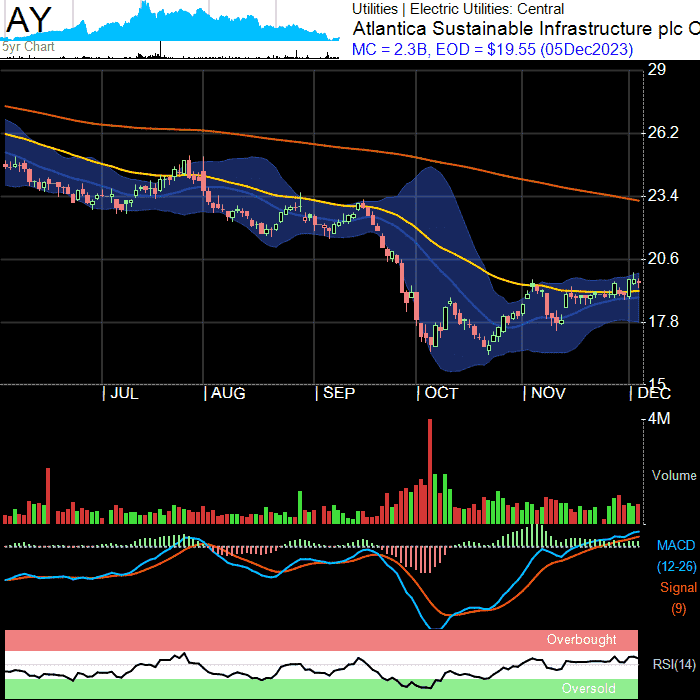 AY
5yr Chart
Utilities | Electric Utilities: Central
Atlantica Sustainable Infrastructure plc O
MC = 2.3B, EOD = $19.55 (05Dec2023)
29
26.2
23.4
20.6
17.8
15
JUL AUG SEP OCT NOV DEC
4M
Volume
MACD
(12-26)
Signal
(9)
Overbought
RSI(14)
Oversold